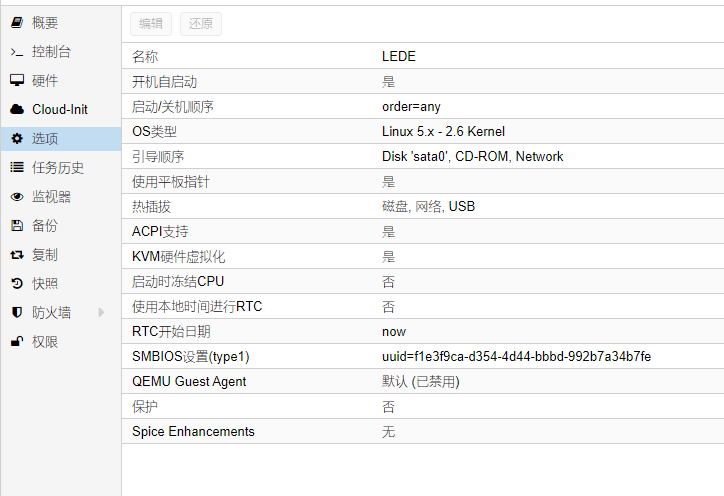 概要
控制台
硬件
Cloud-Init
选项
任务历史
监视器
备份
复制
快照
防火墙
权限
编辑 还原
名称 LEDE
开机自启动 是
启动/关机顺序 order=any
OS类型 Linux 5.x - 2.6 Kernel
引导顺序 Disk 'sata0', CD-ROM, Network
使用平板指针 是
热插拔 磁盘, 网络, USB
ACPI支持 是
KVM硬件虚拟化 是
启动时冻结CPU 否
使用本地时间进行RTC 否
RTC开始日期 now
SMBIOS设置(type1) uuid=f1e3f9ca-d354-4d44-bbbd-992b7a34b7fe
QEMU Guest Agent 默认 (已禁用)
保护 否
Spice Enhancements 无